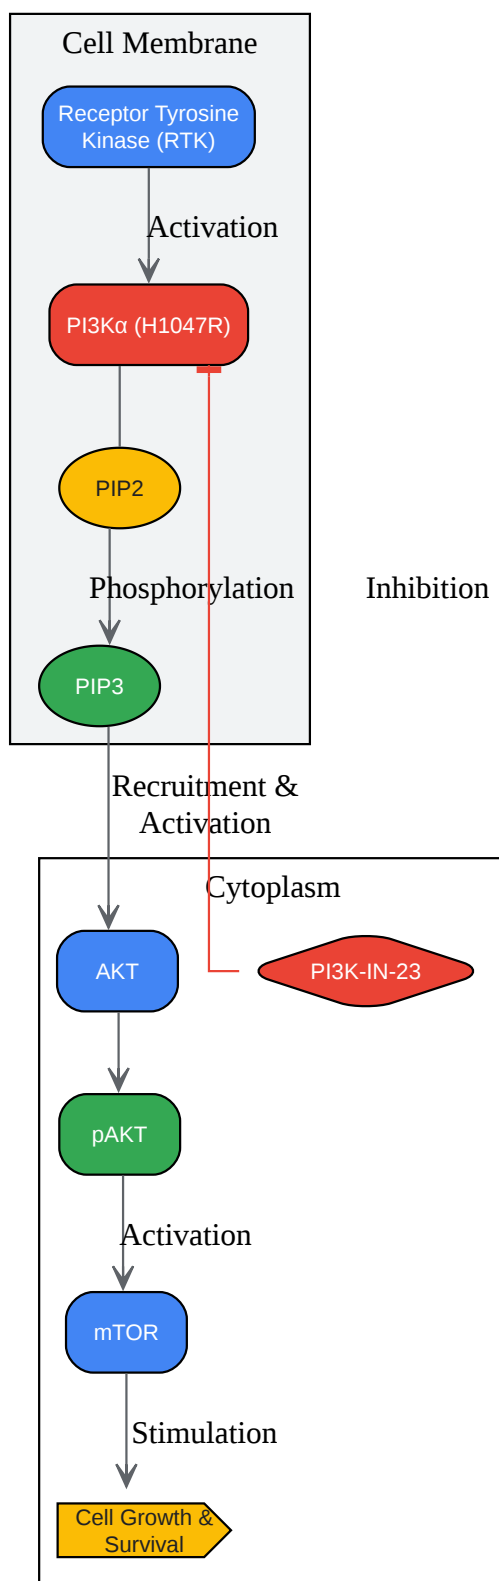 Cell Membrane
Receptor Tyrosine
Kinase (RTK)
Activation
PI3Kα (H1047R)
PIP2
Phosphorylation
Inhibition
PIP3
Recruitment &
Activation
Cytoplasm
AKT
PI3K-IN-23
pAKT
Activation
mTOR
Stimulation
Cell Growth &
Survival